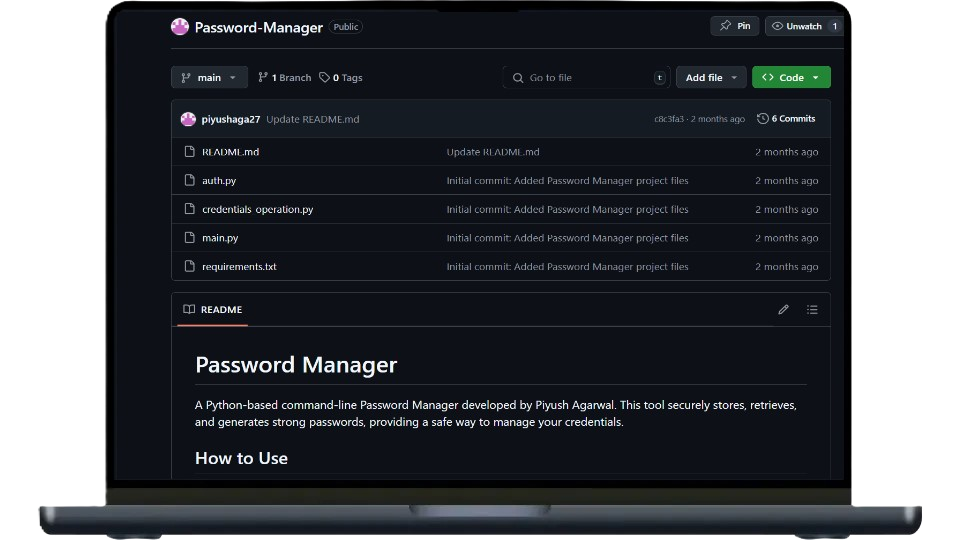 Password-Manager Public Pin Unwatch 1
main 1 Branch 0 Tags Go to file t Add file Code
piyushaga27 Update README.md c8c3fa3 · 2 months ago 6 Commits
README.md Update README.md 2 months ago
auth.py Initial commit: Added Password Manager project files 2 months ago
credentials_operation.py Initial commit: Added Password Manager project files 2 months ago
main.py Initial commit: Added Password Manager project files 2 months ago
requirements.txt Initial commit: Added Password Manager project files 2 months ago
README
Password Manager
A Python-based command-line Password Manager developed by Piyush Agarwal. This tool securely stores, retrieves,
and generates strong passwords, providing a safe way to manage your credentials.
How to Use